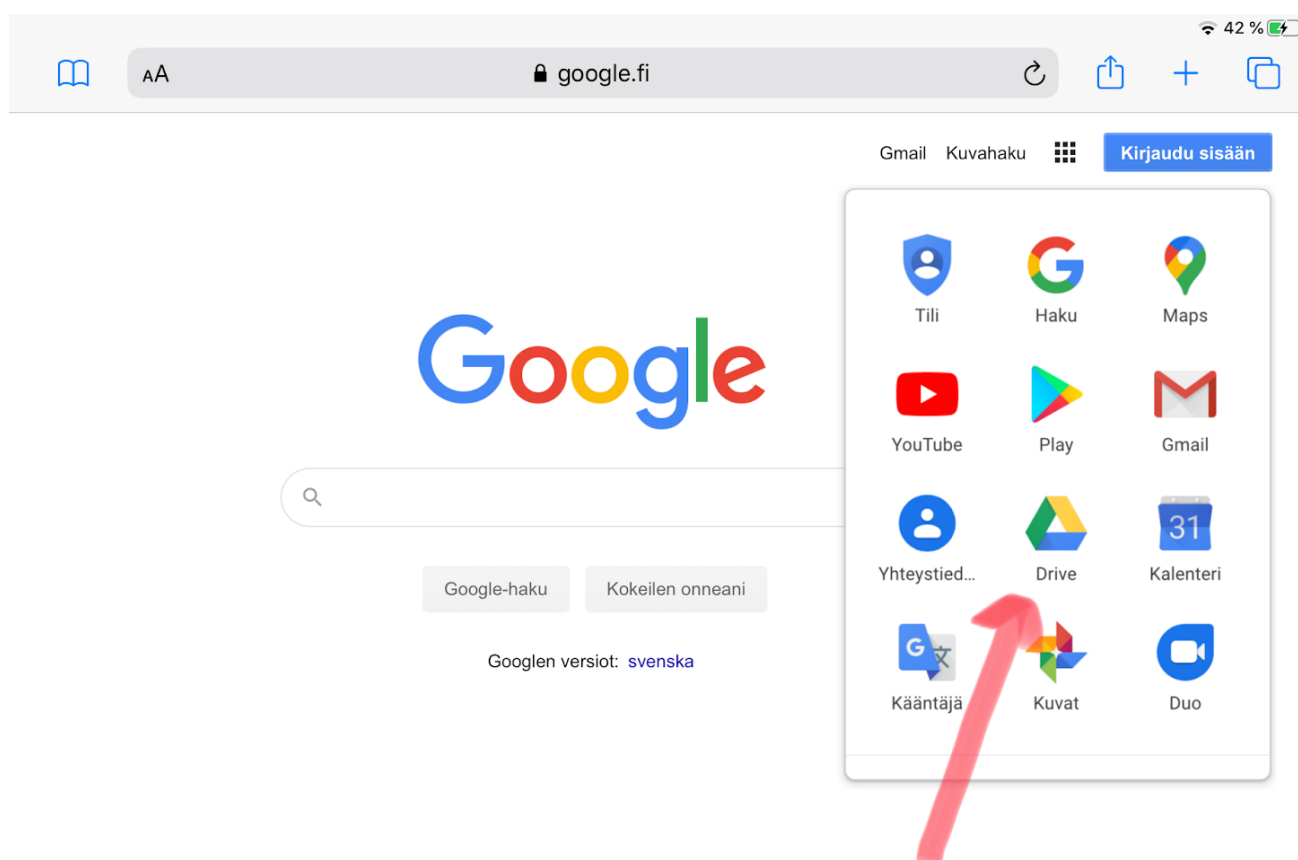 42 %
AA google.fi
Gmail Kuvahaku Kirjaudu sisään
Tili Haku Maps
YouTube Play Gmail
31
Yhteystied... Drive Kalenteri
G 文
Kääntäjä Kuvat Duo
Google
Google-haku Kokeilen onneani
Googlen versiot: svenska